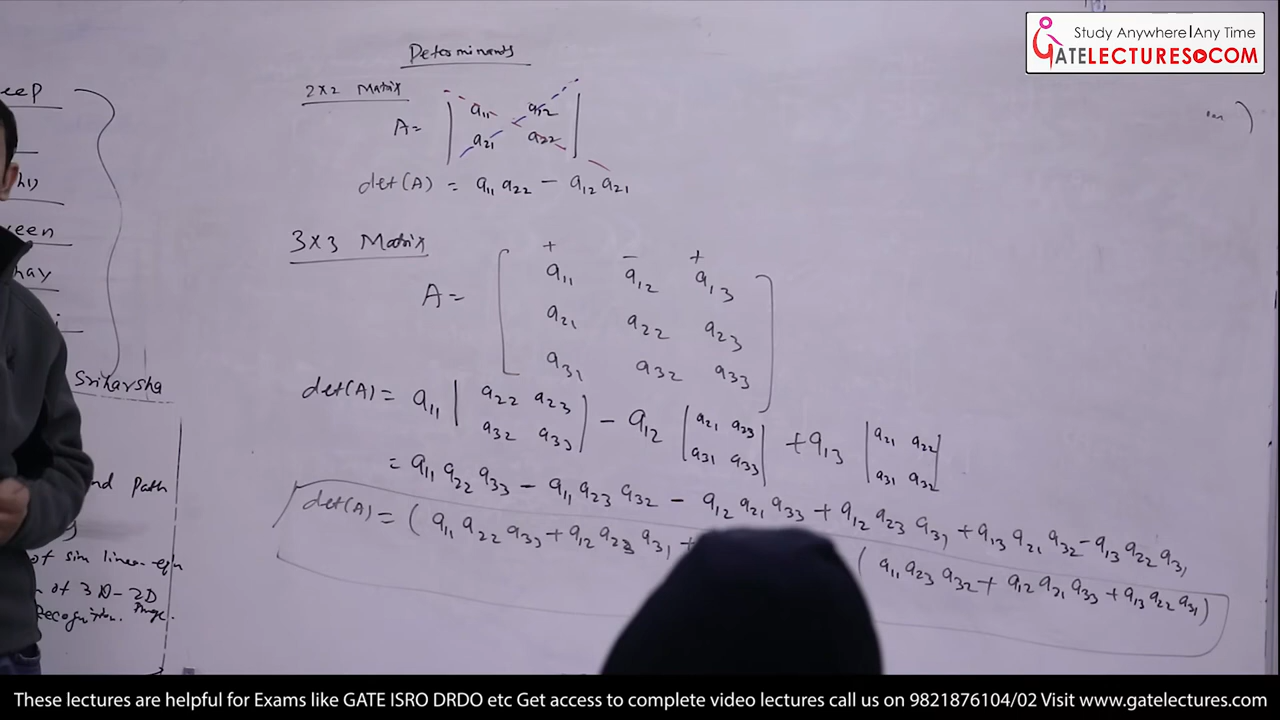 Study Anywhere | Any Time
GATELECTURES.COM
Determinants
2x2 Matrix
A= | a11 a12 |
| a21 a22 |
det(A) = a11 a22 - a12 a21
3x3 Matrix
+ - +
a11 a12 a13
A= a21 a22 a23
a31 a32 a33
det(A) = a11 | a22 a23 | - a12 | a21 a23 | + a13 | a21 a22 |
| a32 a33 | | a31 a33 | | a31 a32 |
= a11 a22 a33 - a11 a23 a32 - a12 a21 a33 + a12 a23 a31 + a13 a21 a32 - a13 a22 a31
det(A) = (a11 a22 a33 + a12 a23 a31 +
(a11 a23 a32 + a12 a21 a33 + a13 a22 a31)
eep
een
hay
Sriharsha
nd path
of sim linear eqn
of 3D-2D
Recognition. Image.
These lectures are helpful for Exams like GATE ISRO DRDO etc Get access to complete video lectures call us on 9821876104/02 Visit www.gatelectures.com